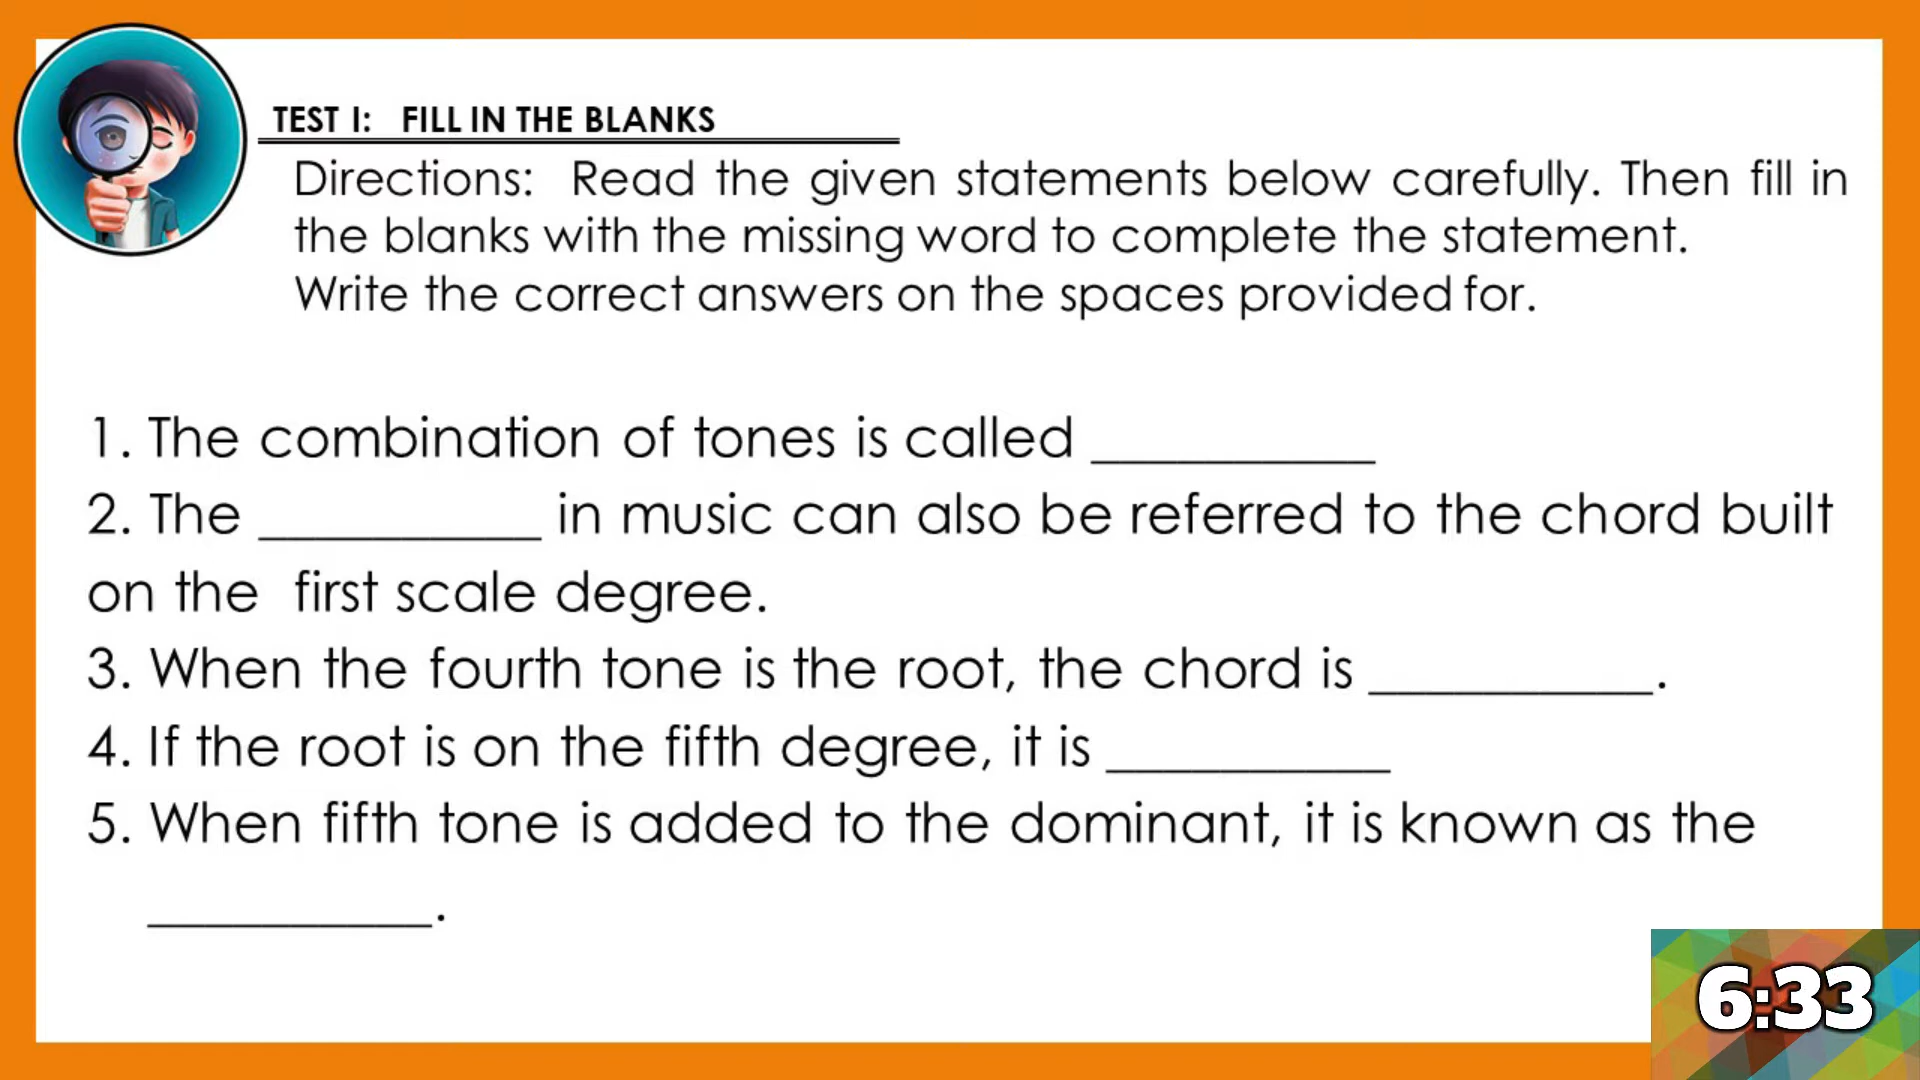 TEST I: FILL IN THE BLANKS
Directions: Read the given statements below carefully. Then fill in
the blanks with the missing word to complete the statement.
Write the correct answers on the spaces provided for.
1. The combination of tones is called __________
2. The __________ in music can also be referred to the chord built
on the first scale degree.
3. When the fourth tone is the root, the chord is __________.
4. If the root is on the fifth degree, it is __________
5. When fifth tone is added to the dominant, it is known as the
__________.
6:33